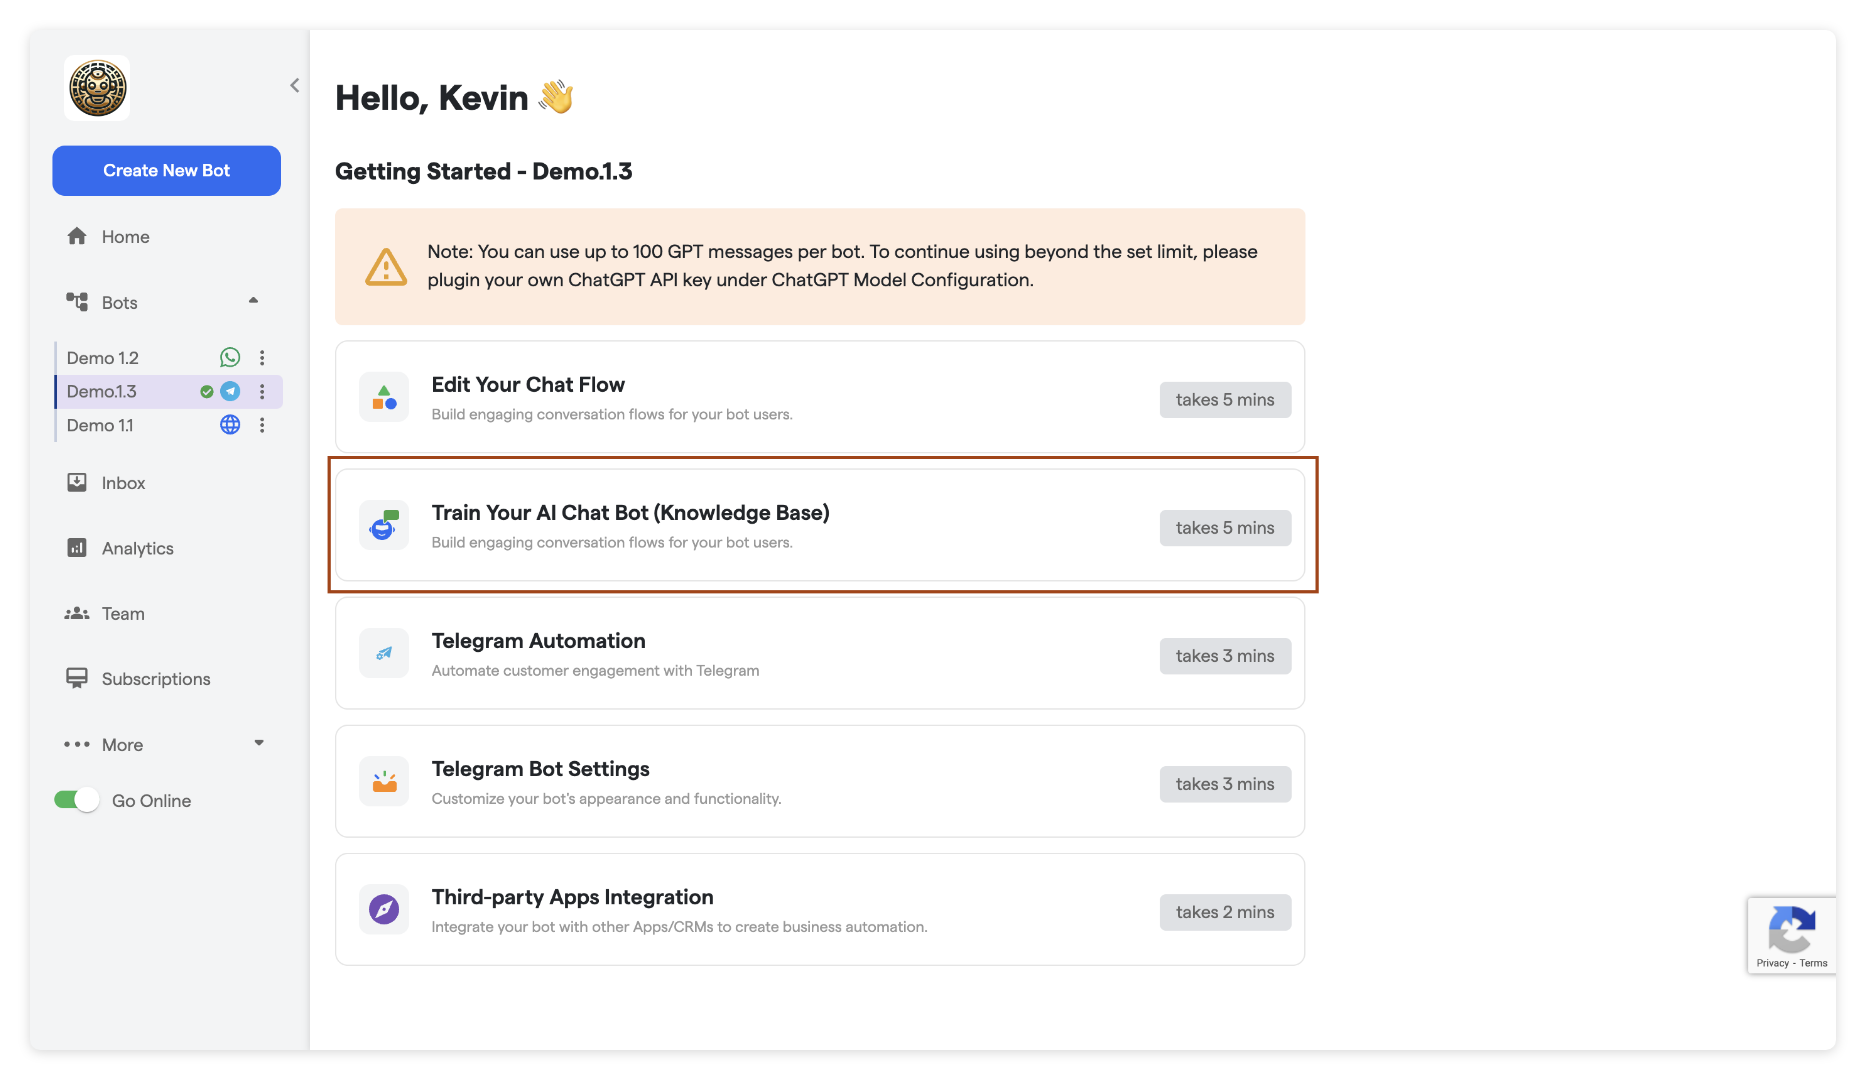 Create New Bot
Home
Bots
Demo 1.2
Demo.1.3
Demo 1.1
Inbox
Analytics
Team
Subscriptions
More
Go Online
Hello, Kevin 👋
Getting Started - Demo.1.3
Note: You can use up to 100 GPT messages per bot. To continue using beyond the set limit, please
plugin your own ChatGPT API key under ChatGPT Model Configuration.
Edit Your Chat Flow
Build engaging conversation flows for your bot users.
takes 5 mins
Train Your AI Chat Bot (Knowledge Base)
Build engaging conversation flows for your bot users.
takes 5 mins
Telegram Automation
Automate customer engagement with Telegram
takes 3 mins
Telegram Bot Settings
Customize your bot's appearance and functionality.
takes 3 mins
Third-party Apps Integration
Integrate your bot with other Apps/CRMs to create business automation.
takes 2 mins
Privacy - Terms